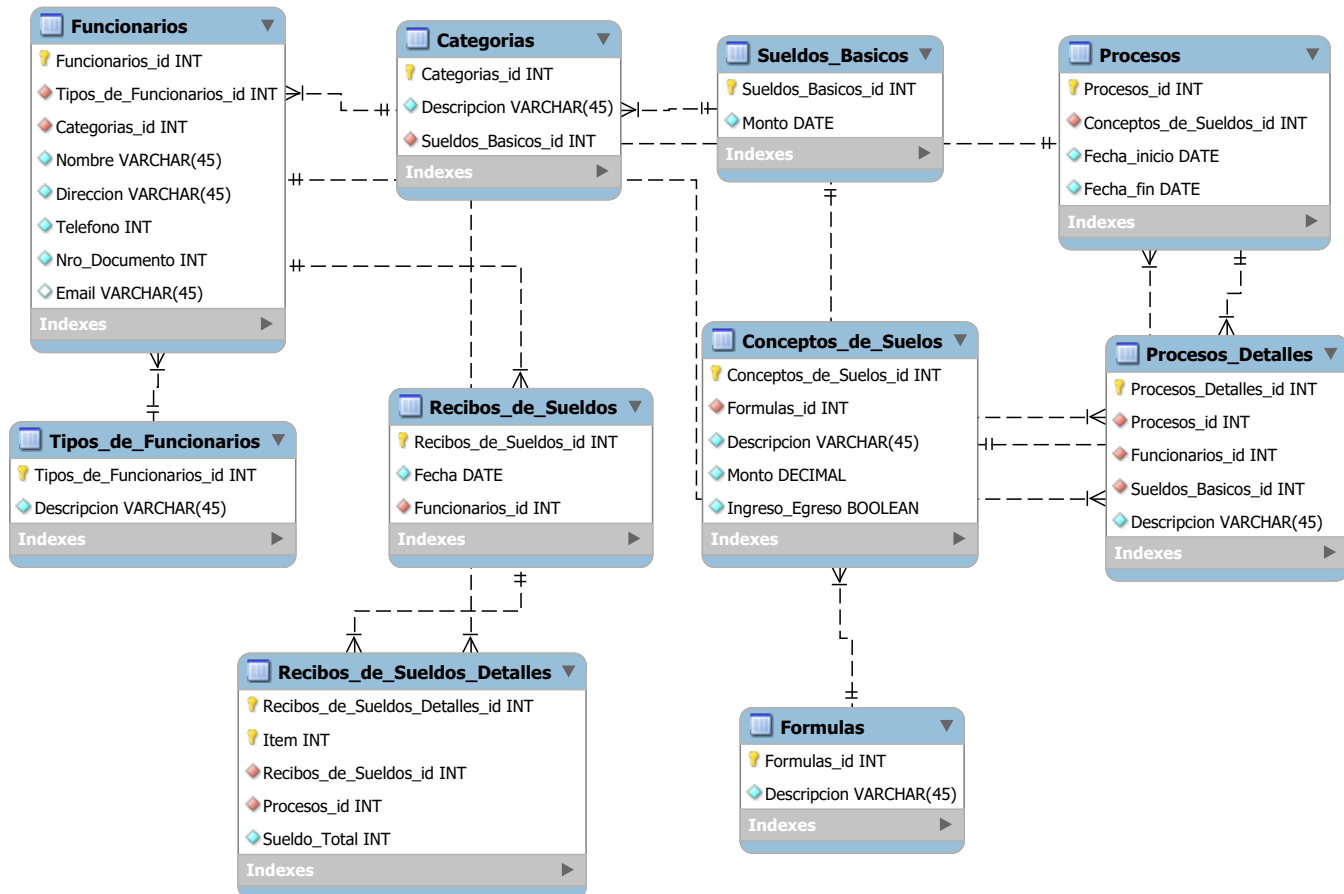 Funcionarios
Funcionarios_id INT
Tipos_de_Funcionarios_id INT
Categorias_id INT
Nombre VARCHAR(45)
Direccion VARCHAR(45)
Telefono INT
Nro_Documento INT
Email VARCHAR(45)
Indexes
Categorias
Categorias_id INT
Descripcion VARCHAR(45)
Sueldos_Basicos_id INT
Indexes
Sueldos_Basicos
Sueldos_Basicos_id INT
Monto DATE
Indexes
Procesos
Procesos_id INT
Conceptos_de_Sueldos_id INT
Fecha_inicio DATE
Fecha_fin DATE
Indexes
Tipos_de_Funcionarios
Tipos_de_Funcionarios_id INT
Descripcion VARCHAR(45)
Indexes
Recibos_de_Sueldos
Recibos_de_Sueldos_id INT
Fecha DATE
Funcionarios_id INT
Indexes
Conceptos_de_Suelos
Conceptos_de_Suelos_id INT
Formulas_id INT
Descripcion VARCHAR(45)
Monto DECIMAL
Ingreso_Egreso BOOLEAN
Indexes
Procesos_Detalles
Procesos_Detalles_id INT
Procesos_id INT
Funcionarios_id INT
Sueldos_Basicos_id INT
Descripcion VARCHAR(45)
Indexes
Recibos_de_Sueldos_Detalles
Recibos_de_Sueldos_Detalles_id INT
Item INT
Recibos_de_Sueldos_id INT
Procesos_id INT
Sueldo_Total INT
Indexes
Formulas
Formulas_id INT
Descripcion VARCHAR(45)
Indexes